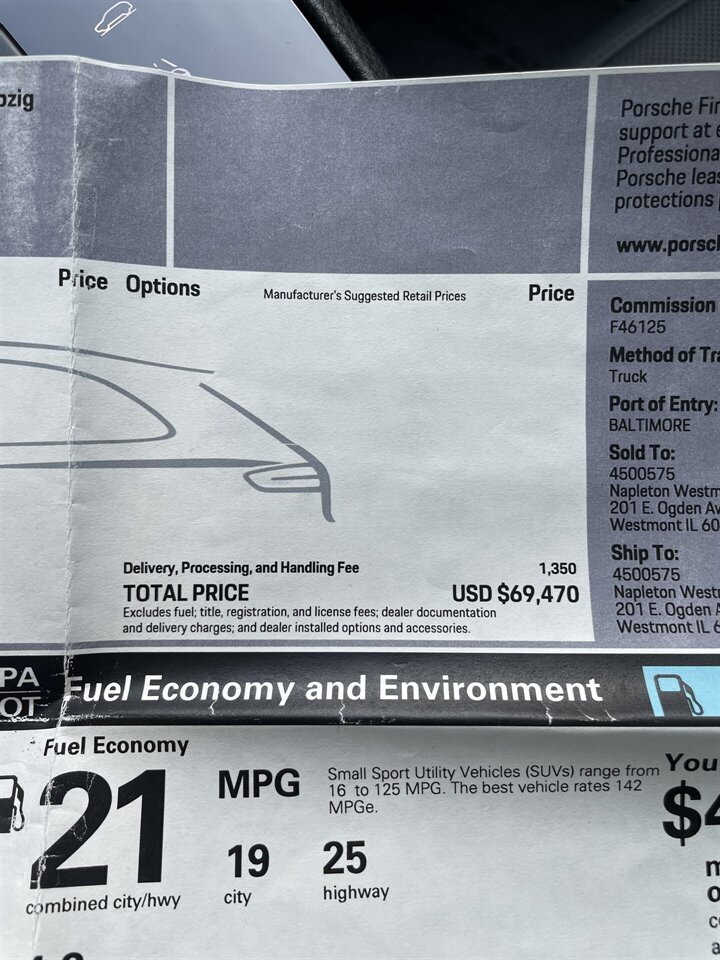 Porsche
support at
Professiona
Porsche leas
protections
www.porsch
Price Options Manufacturer's Suggested Retail Prices Price
Commission
F46125
Method of Tra
Truck
Port of Entry:
BALTIMORE
Sold To:
4500575
Napleton Westm
201 E. Ogden Av
Westmont IL 60
Ship To:
4500575
Napleton Westm
201 E. Ogden A
Westmont IL 6
Delivery, Processing, and Handling Fee 1,350
TOTAL PRICE USD $69,470
Excludes fuel; title, registration, and license fees; dealer documentation
and delivery charges; and dealer installed options and accessories.
PA
OT
Fuel Economy and Environment
Fuel Economy
21 MPG
combined city/hwy
19
city
25
highway
Small Sport Utility Vehicles (SUVs) range from
16 to 125 MPG. The best vehicle rates 142
MPGe.
You
$4